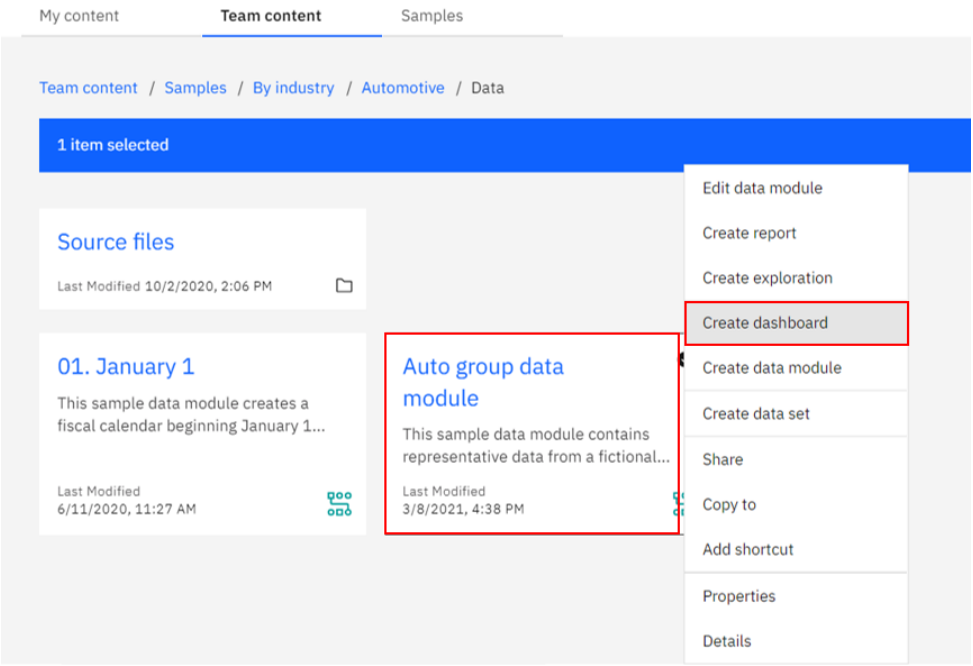 My content Team content Samples
Team content / Samples / By industry / Automotive / Data
1 item selected
Source files
Last Modified 10/2/2020, 2:06 PM
01. January 1
This sample data module creates a
fiscal calendar beginning January 1...
Last Modified
6/11/2020, 11:27 AM
Auto group data
module
This sample data module contains
representative data from a fictional...
Last Modified
3/8/2021, 4:38 PM
Edit data module
Create report
Create exploration
Create dashboard
Create data module
Create data set
Share
Copy to
Add shortcut
Properties
Details